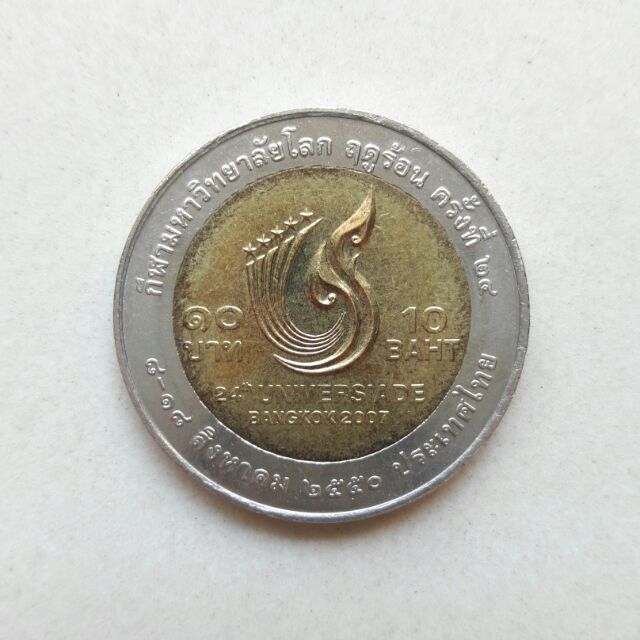 กีฬามหาวิทยาลัยโลก ฤดูร้อน ครั้งที่ ๒๔
๑๐
บาท
10
BAHT
24th UNIVERSIADE
BANGKOK 2007
๘-๑๘ สิงหาคม ๒๕๕๐ ประเทศไทย